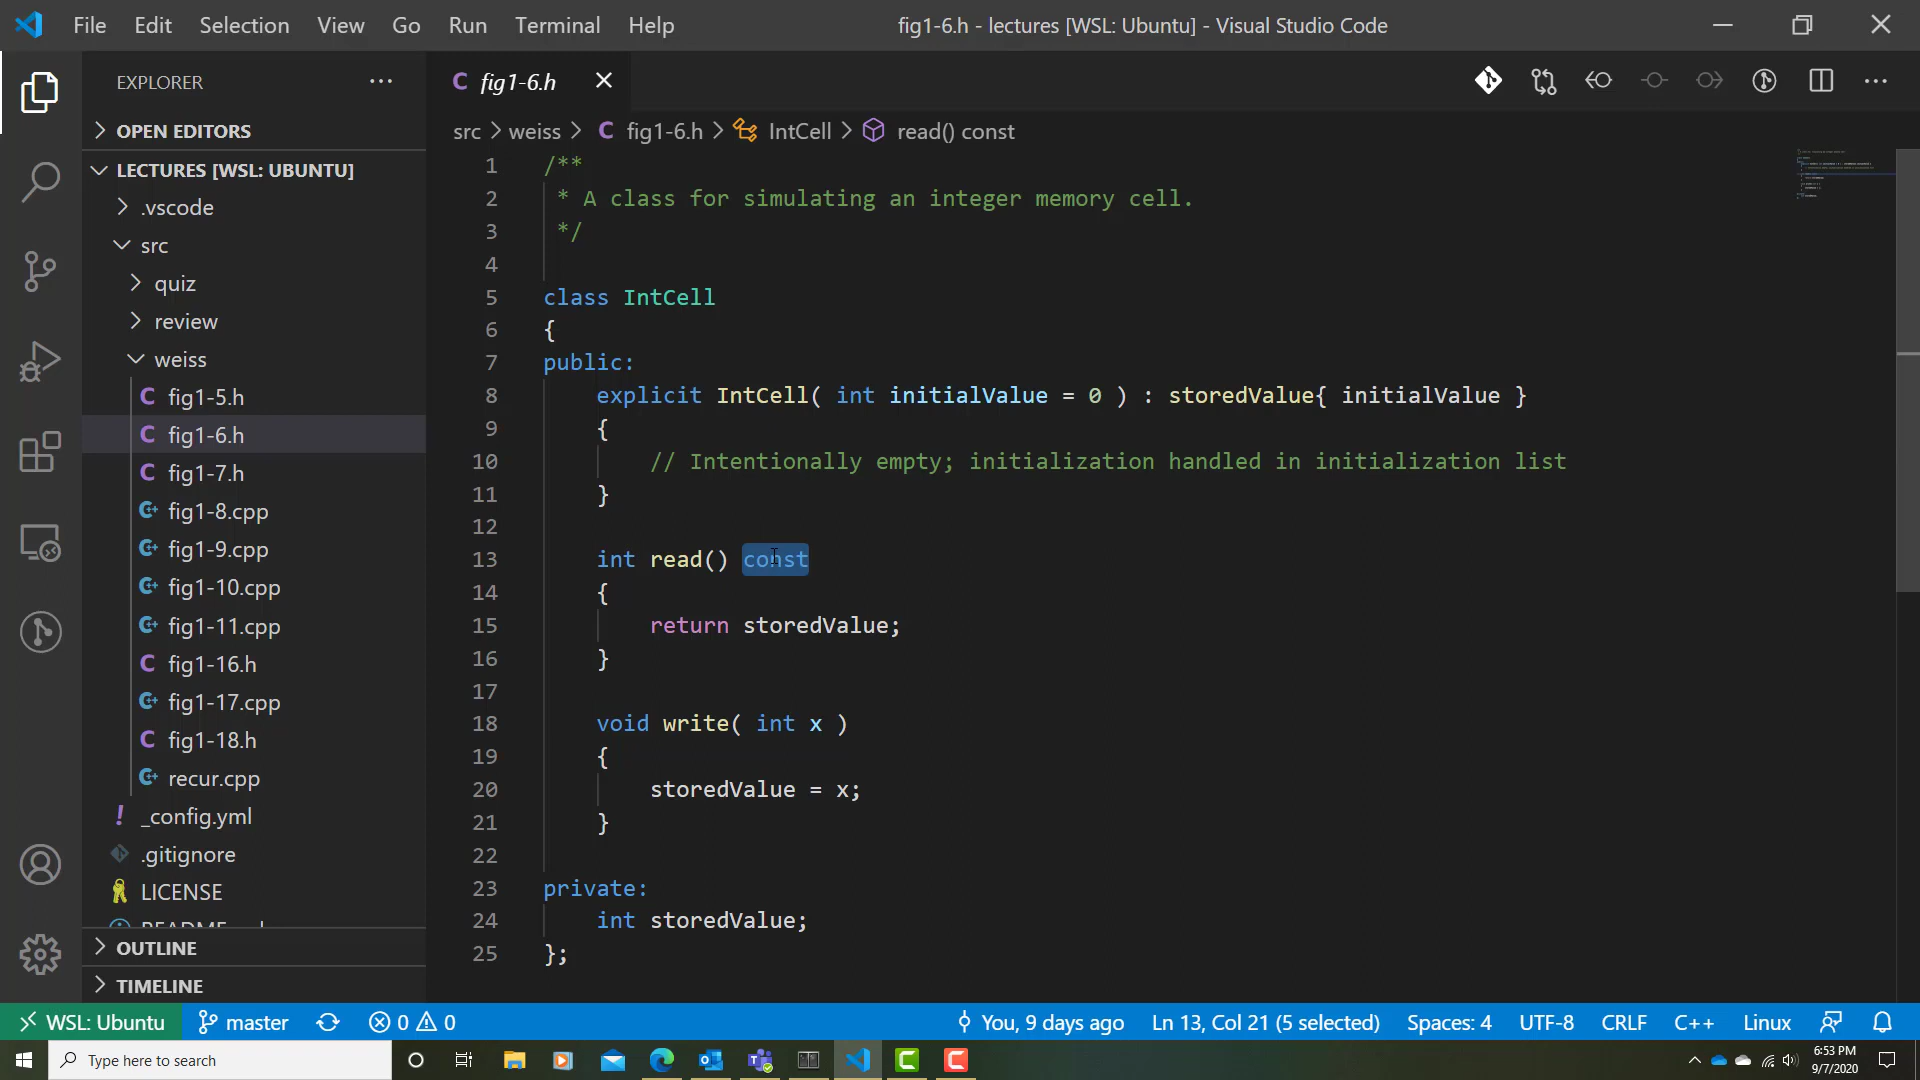 File Edit Selection View Go Run Terminal Help
fig1-6.h - lectures [WSL: Ubuntu] - Visual Studio Code
EXPLORER
OPEN EDITORS
LECTURES [WSL: UBUNTU]
.vscode
src
quiz
review
weiss
fig1-5.h
fig1-6.h
fig1-7.h
fig1-8.cpp
fig1-9.cpp
fig1-10.cpp
fig1-11.cpp
fig1-16.h
fig1-17.cpp
fig1-18.h
recur.cpp
_config.yml
.gitignore
LICENSE
OUTLINE
TIMELINE
C fig1-6.h
src > weiss > C fig1-6.h > IntCell > read() const
1 /**
2 * A class for simulating an integer memory cell.
3 */
4
5 class IntCell
6 {
7 public:
8 explicit IntCell( int initialValue = 0 ) : storedValue{ initialValue }
9 {
10 // Intentionally empty; initialization handled in initialization list
11 }
12
13 int read() const
14 {
15 return storedValue;
16 }
17
18 void write( int x )
19 {
20 storedValue = x;
21 }
22
23 private:
24 int storedValue;
25 };
WSL: Ubuntu master 0 0 You, 9 days ago Ln 13, Col 21 (5 selected) Spaces: 4 UTF-8 CRLF C++ Linux
Type here to search
6:53 PM
9/7/2020